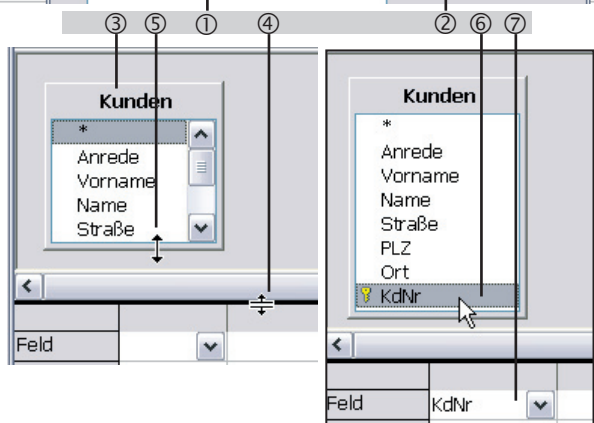 ③ ⑤ ① ④ ② ⑥ ⑦
Kunden
*
Anrede
Vorname
Name
Straße
Feld
Kunden
*
Anrede
Vorname
Name
Straße
PLZ
Ort
KdNr
Feld KdNr